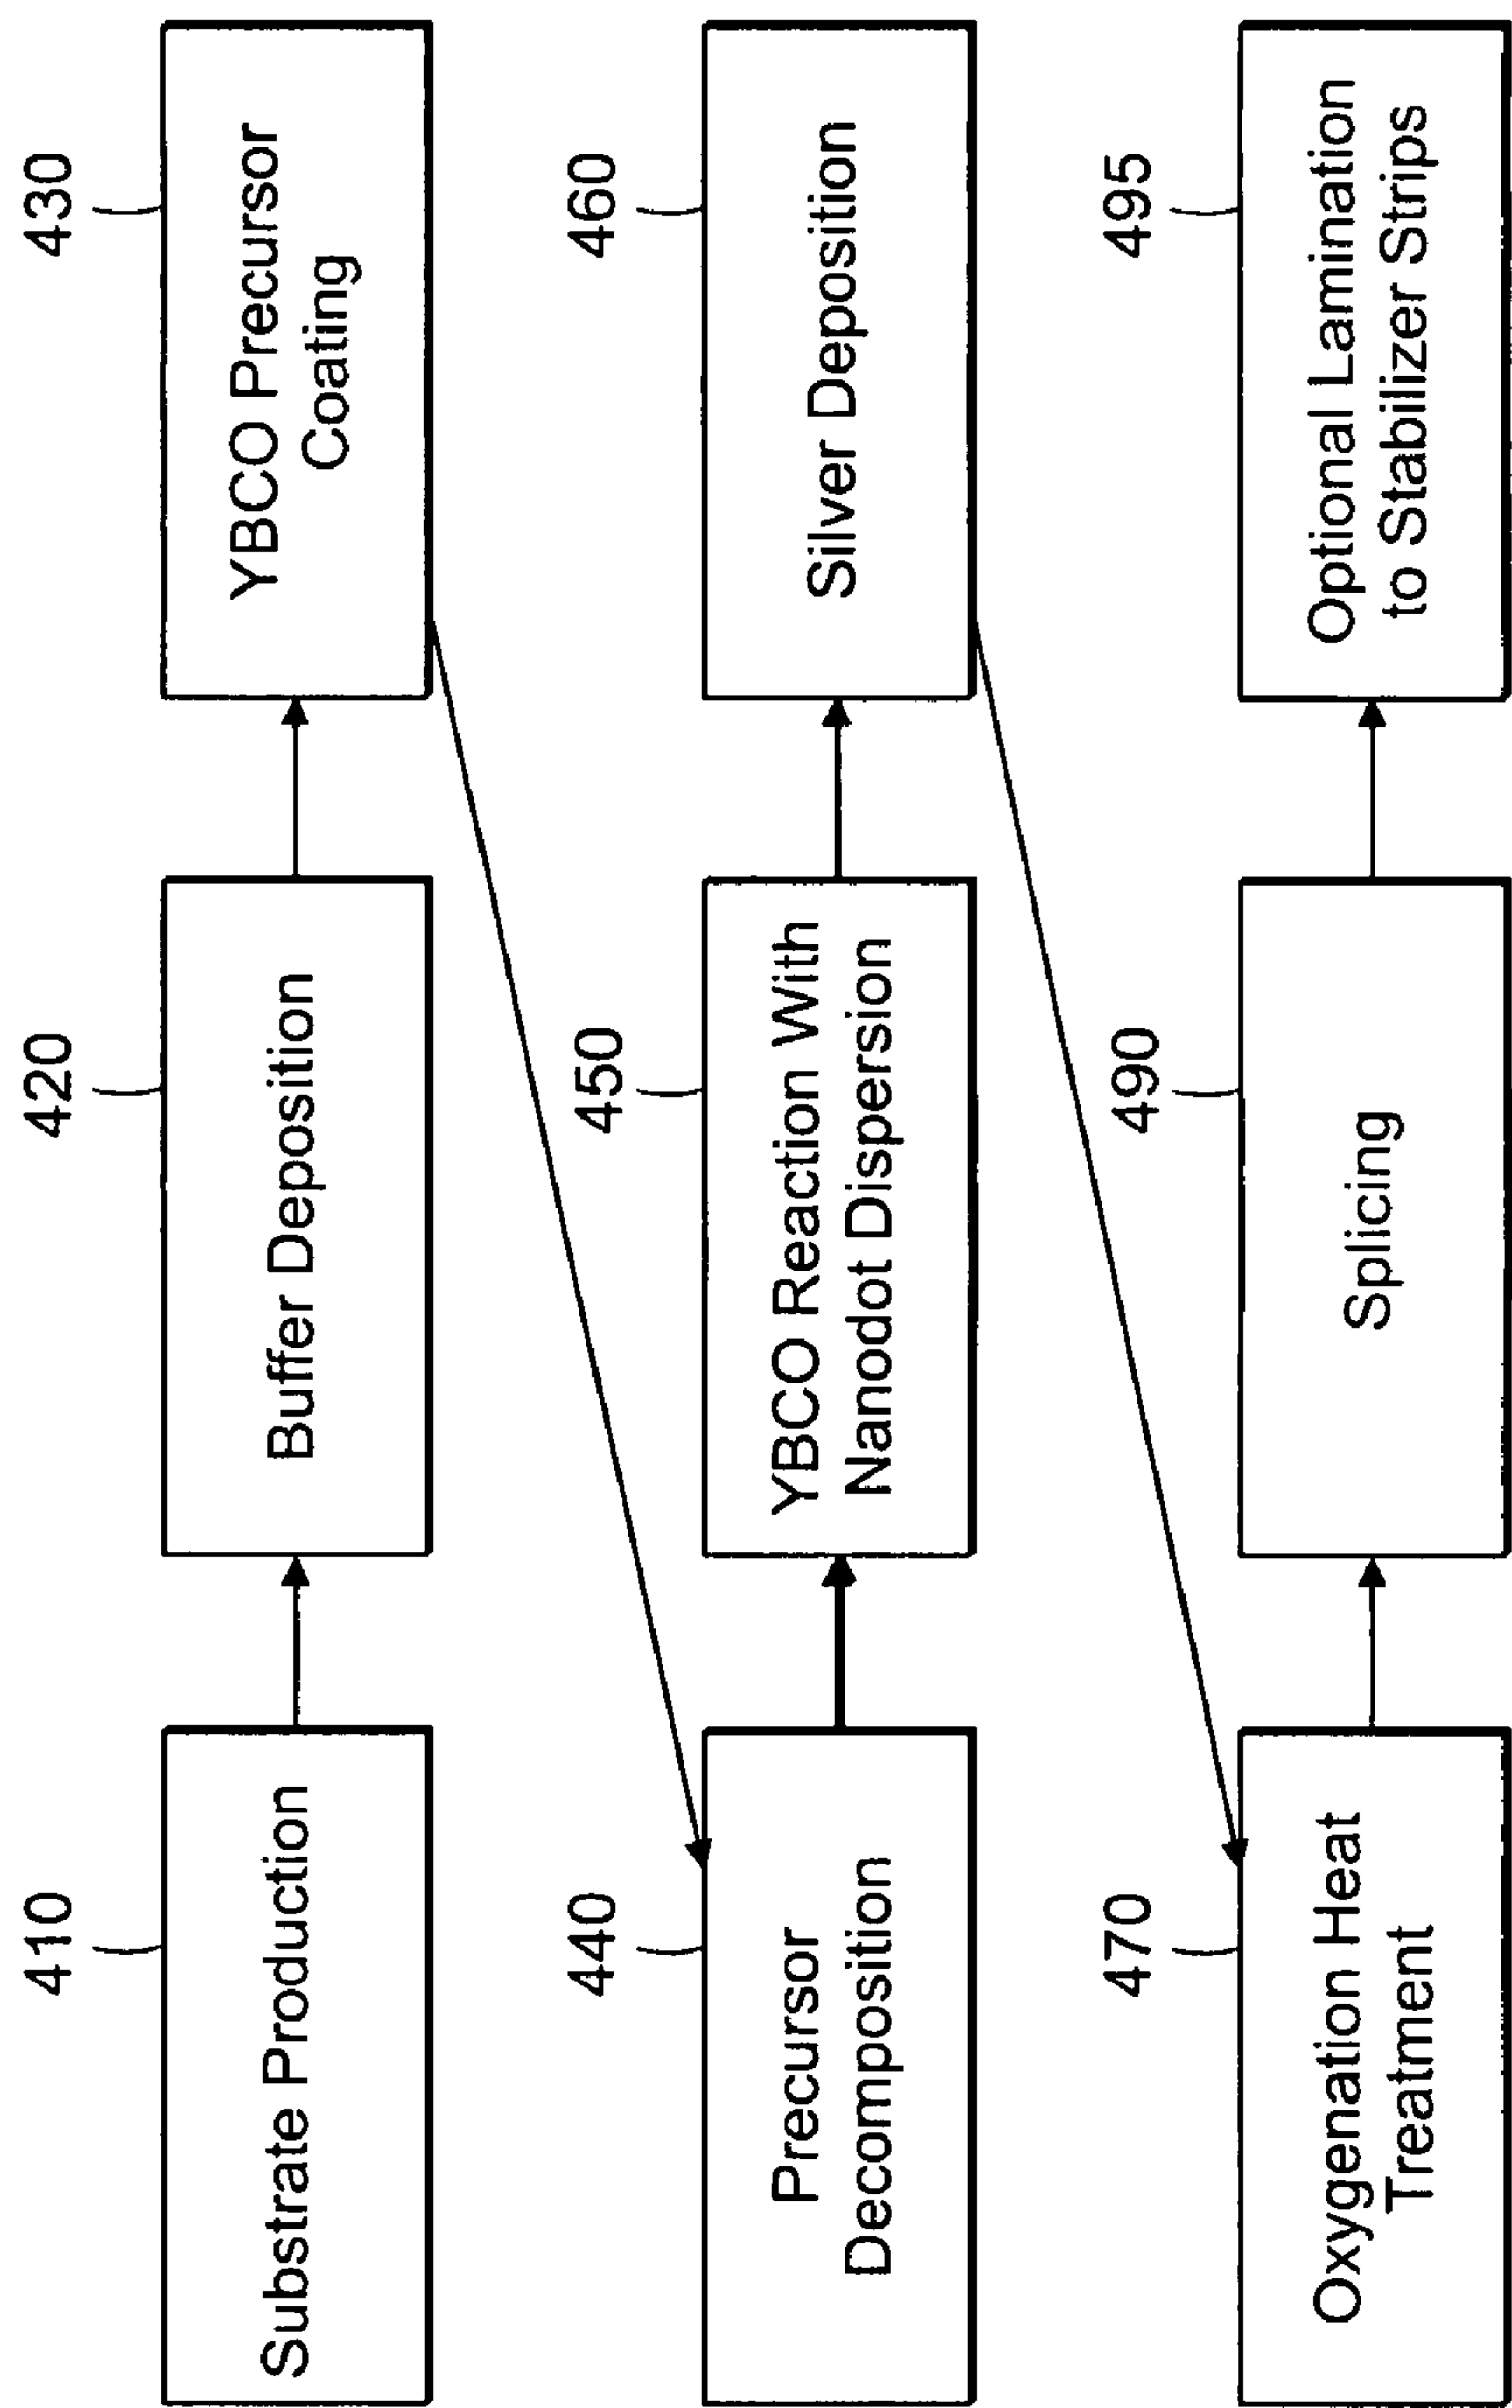 410
Substrate Production
420
Buffer Deposition
430
YBCO Precursor
Coating
440
Precursor
Decomposition
450
YBCO Reaction With
Nanodot Dispersion
460
Silver Deposition
470
Oxygenation Heat
Treatment
490
Splicing
495
Optional Lamination
to Stabilizer Strips